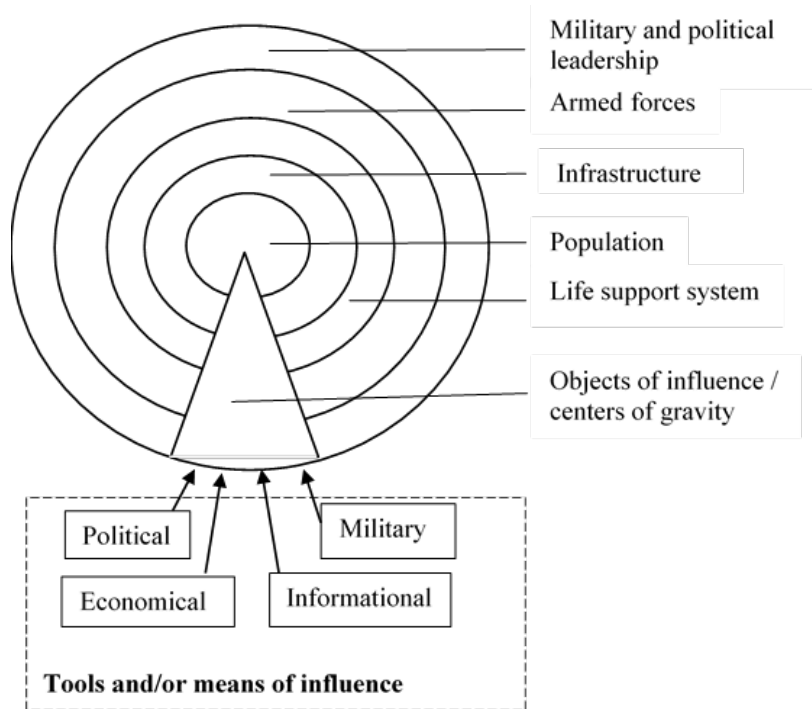 Military and political
leadership
Armed forces
Infrastructure
Population
Life support system
Objects of influence /
centers of gravity
Political
Military
Economical
Informational
Tools and/or means of influence